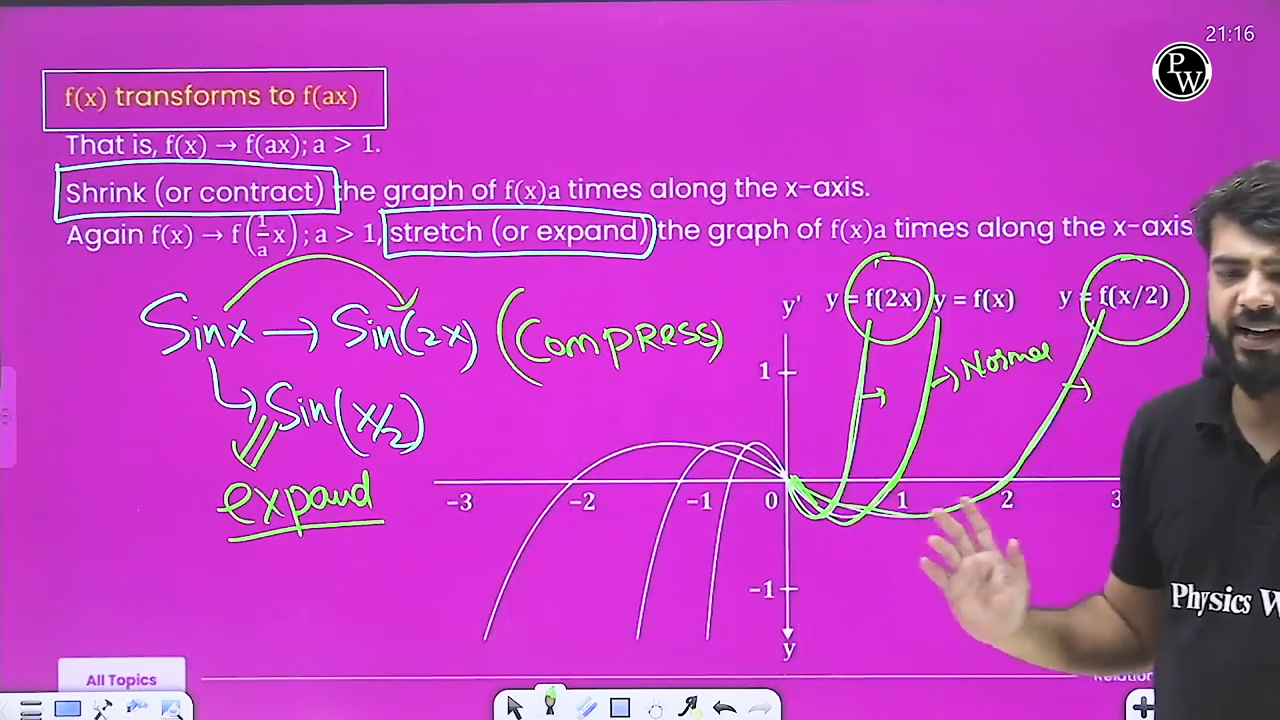 21:16
PW
f(x) transforms to f(ax)
That is, f(x) → f(ax); a > 1.
Shrink (or contract) the graph of f(x)a times along the x-axis.
Again f(x) → f(1/a x); a > 1, stretch (or expand) the graph of f(x)a times along the x-axis
Sinx → Sin(2x) (Compress)
Sin(x/2)
expand
y' y = f(2x) y = f(x) y = f(x/2)
→ Normal
1
-3 -2 -1 0 1 2 3
-1
y
Physics W
All Topics